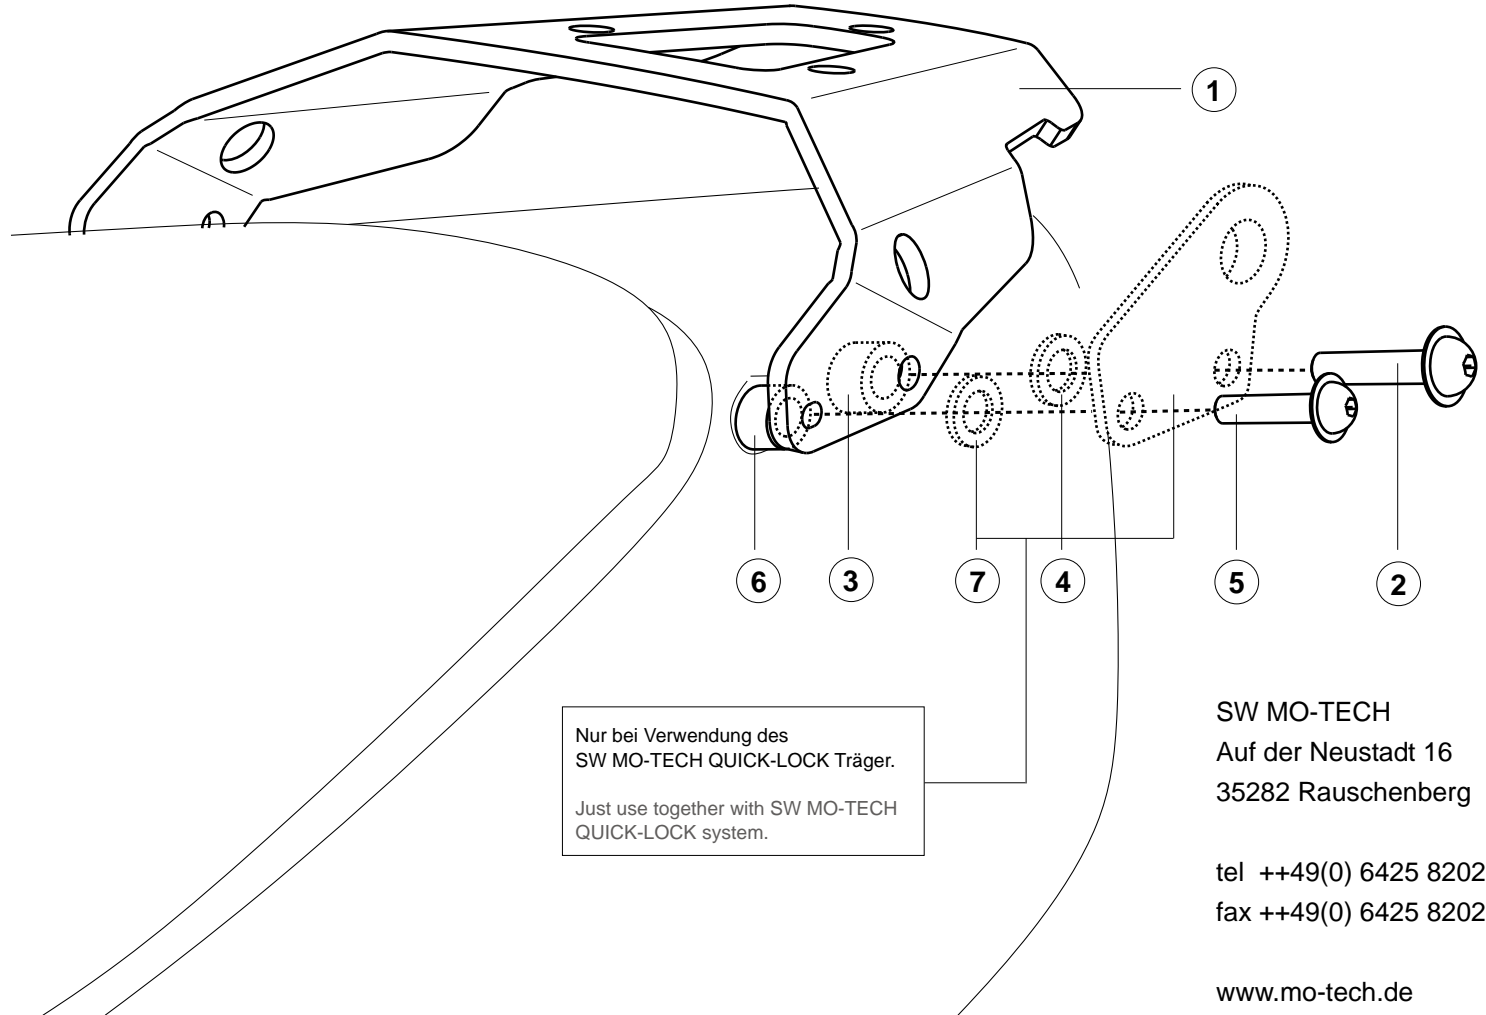 1
6
3
7
4
5
2
Nur bei Verwendung des
SW MO-TECH QUICK-LOCK Träger.
Just use together with SW MO-TECH
QUICK-LOCK system.
SW MO-TECH
Auf der Neustadt 16
35282 Rauschenberg
tel ++49(0) 6425 8202
fax ++49(0) 6425 8202
www.mo-tech.de